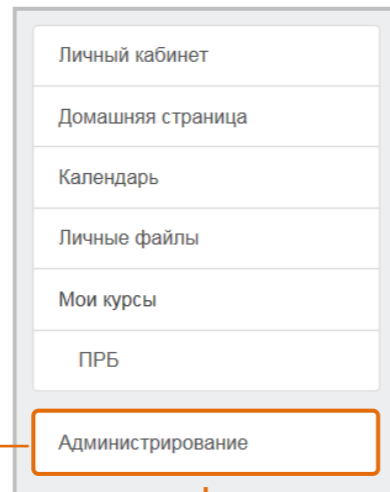 Личный кабинет
Домашняя страница
Календарь
Личные файлы
Мои курсы
ПРБ
Администрирование